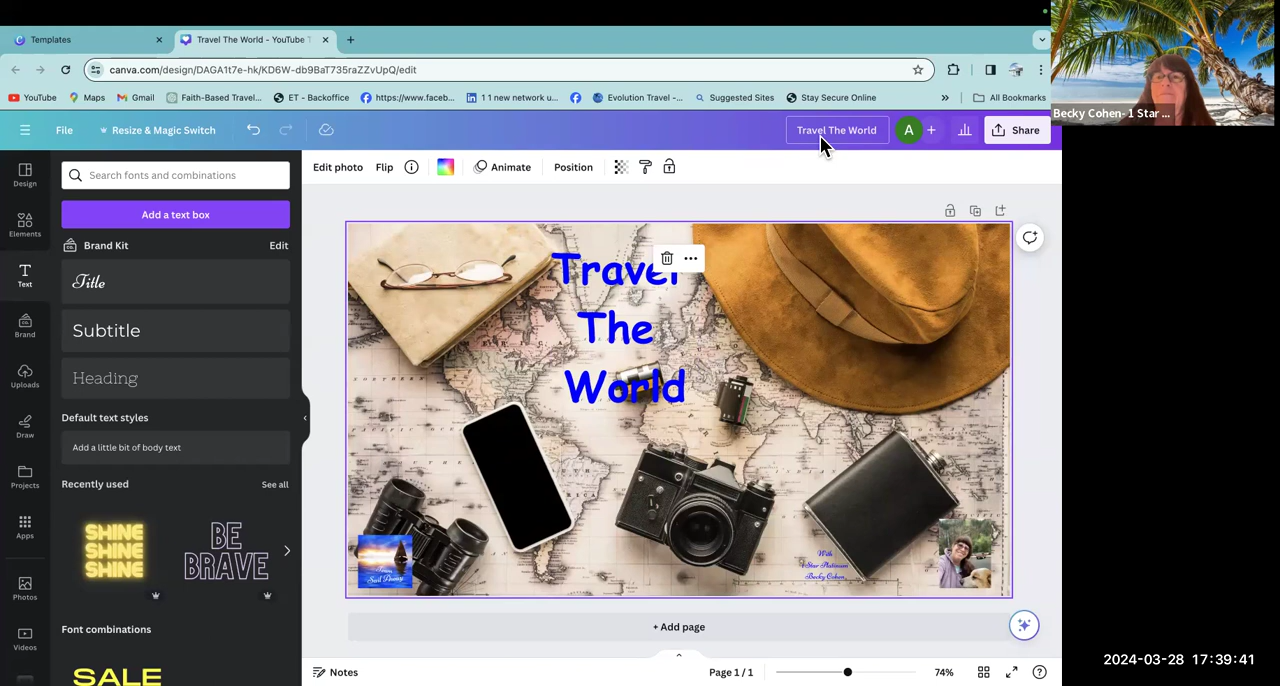 Templates
Travel The World - YouTube T
canva.com/design/DAGA1t7e-hk/KD6W-db9BaT735raZZvUpQ/edit
YouTube
Maps
Gmail
Faith-Based Travel...
ET - Backoffice
https://www.faceb...
1 1 new network u...
Evolution Travel -...
Suggested Sites
Stay Secure Online
»
All Bookmarks
Becky Cohen- 1 Star ...
File
Resize & Magic Switch
Travel The World
A
Share
Design
Elements
Text
Brand
Uploads
Draw
Projects
Apps
Photos
Videos
Search fonts and combinations
Add a text box
Brand Kit
Edit
Title
Subtitle
Heading
Default text styles
Add a little bit of body text
Recently used
See all
SHINE
SHINE
SHINE
BE
BRAVE
Font combinations
SALE
Edit photo
Flip
Animate
Position
Travel
The
World
With
1 Star Platinum
Becky Cohen
+ Add page
Notes
Page 1 / 1
74%
2024-03-28 17:39:41